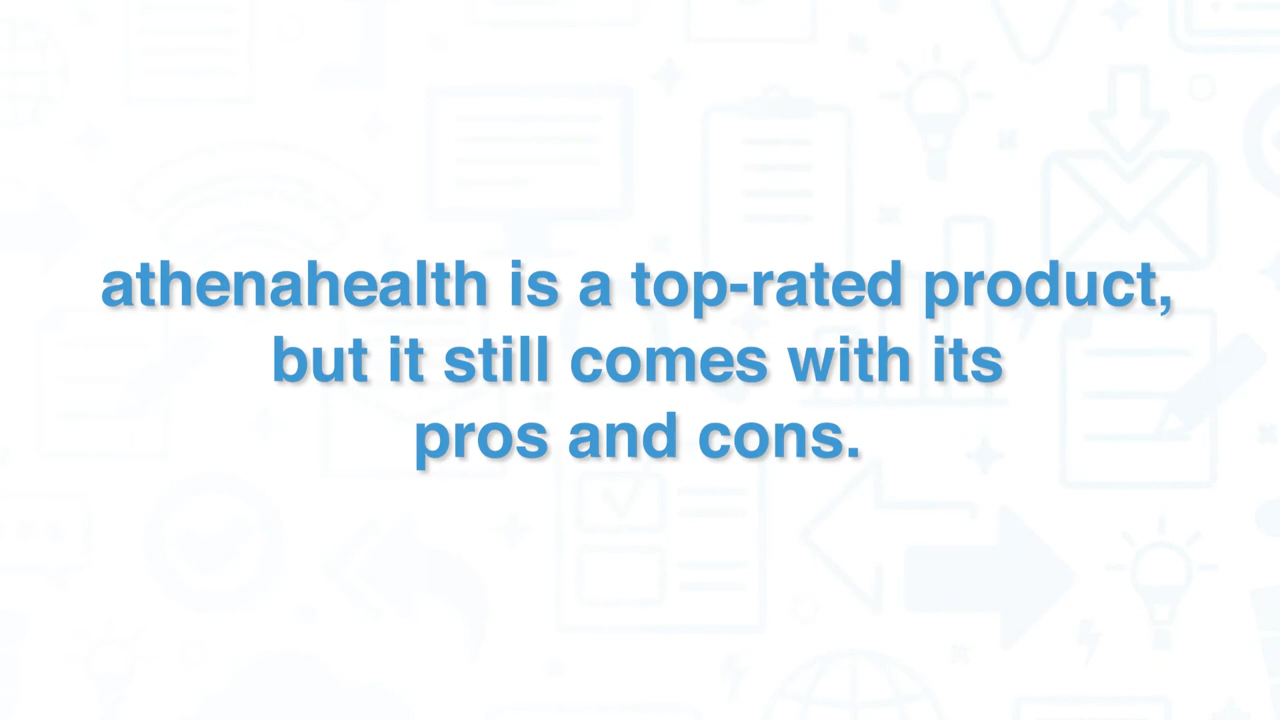 athenahealth is a top-rated product,
but it still comes with its
pros and cons.